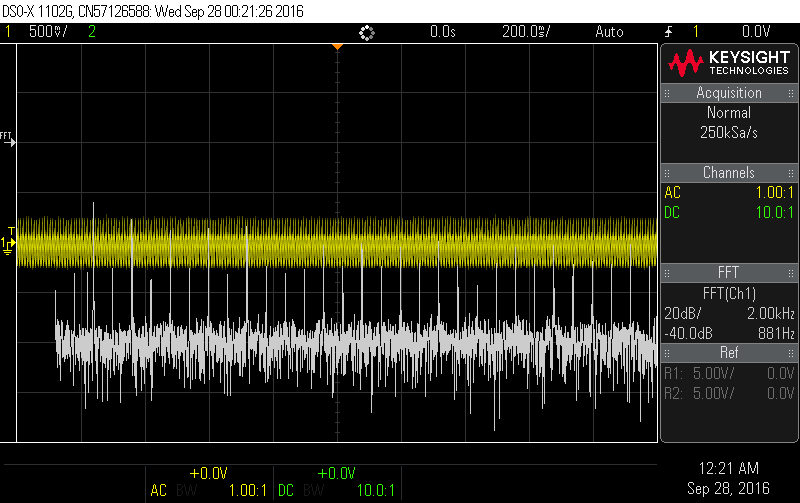 DSO-X 1102G, CN57126588: Wed Sep 28 00:21:26 2016
1 500%/ 2 0.0s 200.0%/ Auto 1 0.0V
KEYSIGHT
TECHNOLOGIES
Acquisition
Normal
250kSa/s
Channels
AC 1.00:1
DC 10.0:1
FFT
FFT(Ch1)
20dB/ 2.00kHz
-40.0dB 881Hz
Ref
R1: 5.00V/ 0.0V
R2: 5.00V/ 0.0V
FFT
T
1
+0.0V +0.0V
AC BW 1.00:1 DC BW 10.0:1
12:21 AM
Sep 28, 2016